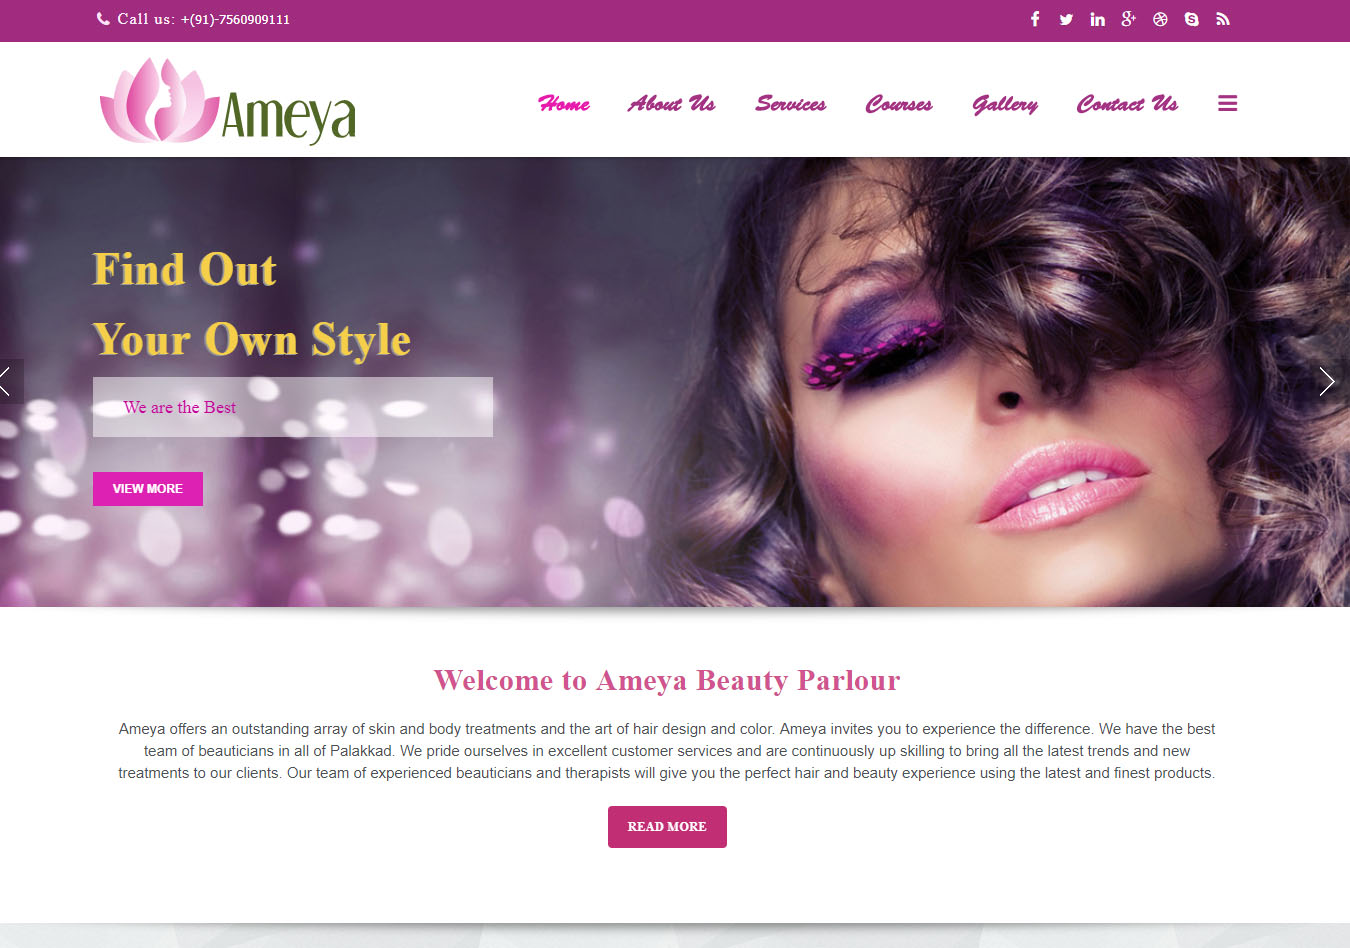 Call us: +(91)-7560909111
Ameya
Home About Us Services Courses Gallery Contact Us
Find Out
Your Own Style
We are the Best
VIEW MORE
Welcome to Ameya Beauty Parlour
Ameya offers an outstanding array of skin and body treatments and the art of hair design and color. Ameya invites you to experience the difference. We have the best
team of beauticians in all of Palakkad. We pride ourselves in excellent customer services and are continuously up skilling to bring all the latest trends and new
treatments to our clients. Our team of experienced beauticians and therapists will give you the perfect hair and beauty experience using the latest and finest products.
READ MORE